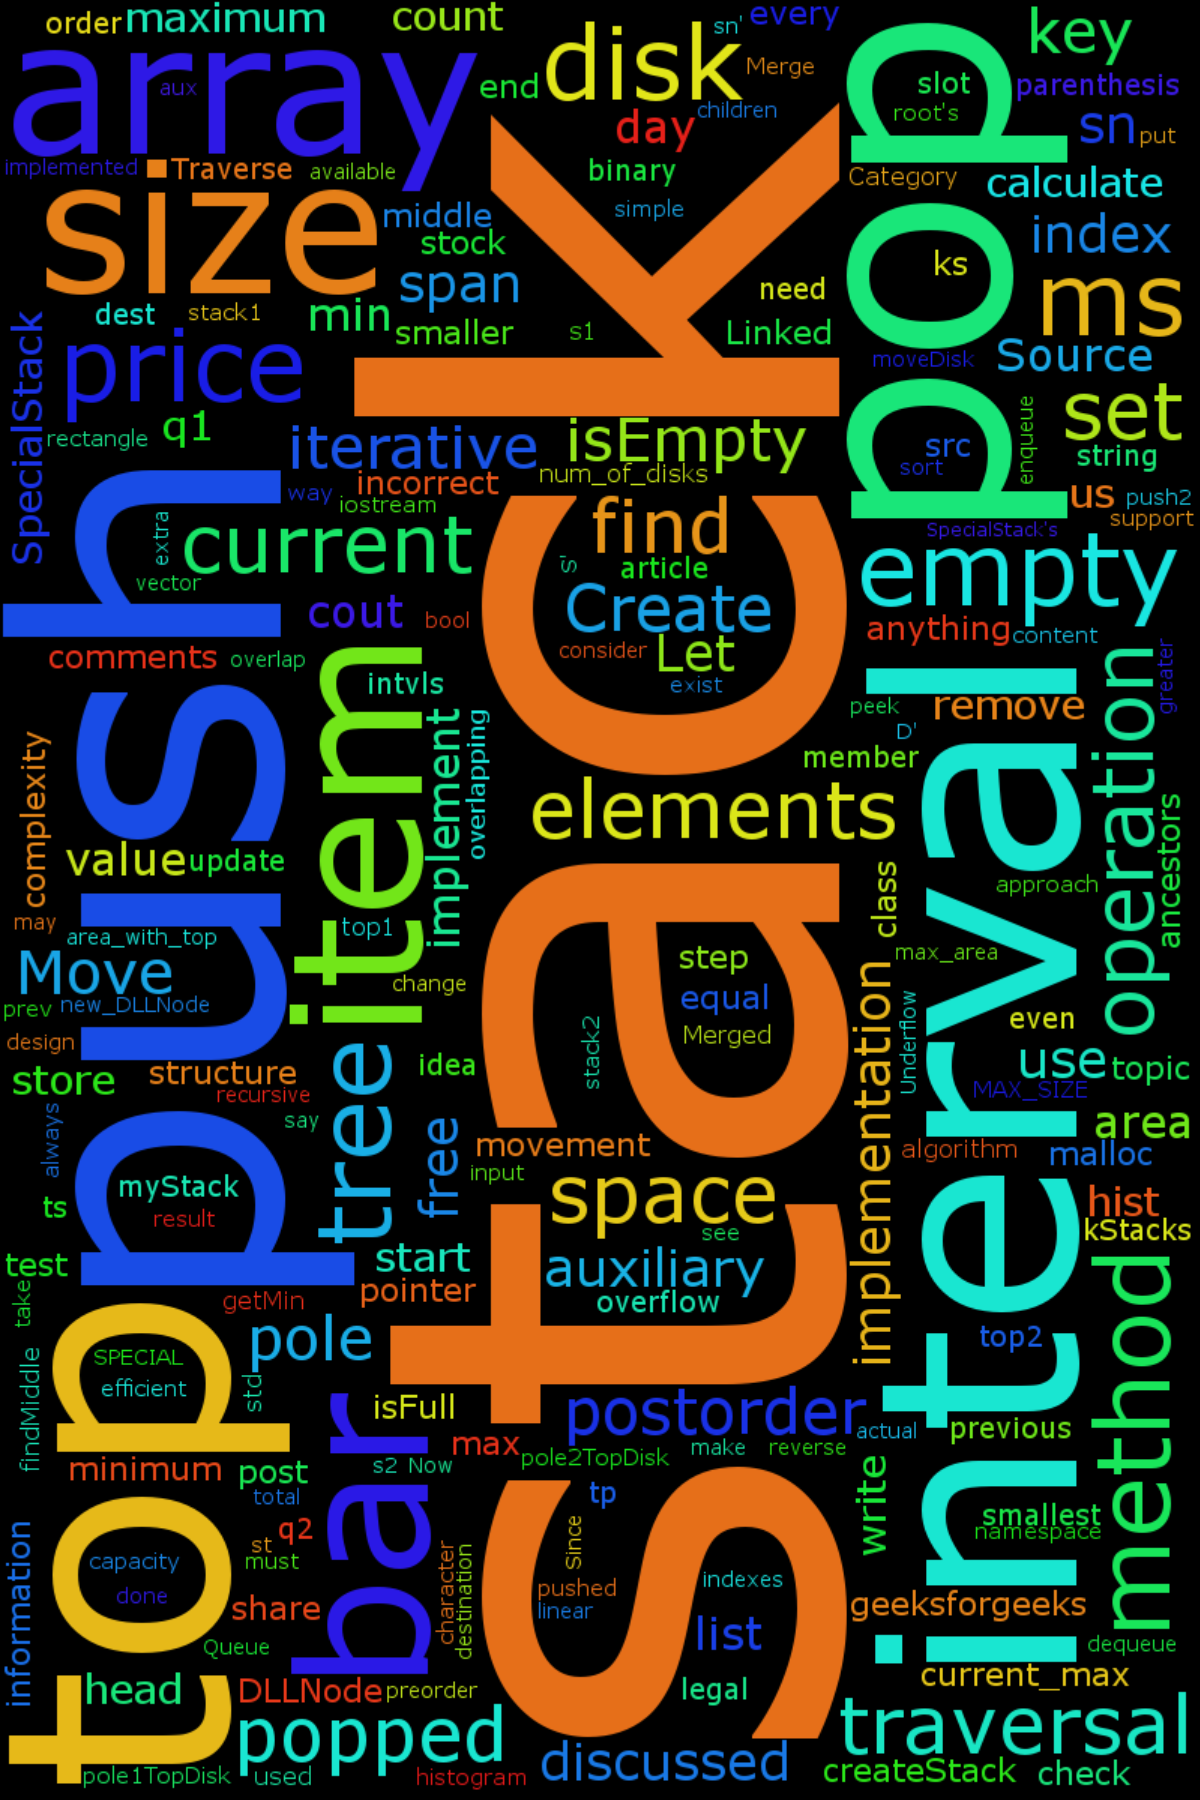 order maximum count
sn' every
array
aux
disk
Merge
key
end
slot
parenthesis
root's
children
day
sn put
implemented
Traverse available
binary
Category calculate
size
middle
simple
stock
index
span
ks
need
ms
dest stack1 min
smaller
s1
Linked
SpecialStack
price
moveDisk Source
pop
rectangle q1
iterative
isEmpty
set
enqueue
src
sort
string
way incorrect
num_of_disks
iostream
us push2
support
extra
current
find
SpecialStack's
vector
s'
article
empty
push
cout bool
Create
anything content
comments overlap
consider Let
exist
intvls
item
implement
overlapping
peek remove
D'
greater
member
complexity
elements
operation
value update
ancestors
class
approach
may
area_with_top
top1
step
max_area
Move
change
equal
prev new_DLLNode
Merged
stack2
Underflow
even
design
structure
idea
use topic
store
recursive
MAX_SIZE
say
area
always
tree
free
movement
implementation
algorithm malloc
myStack
input
hist
ts
result
space
kStacks
see
interval
test
start
auxiliary
take
getMin
pointer
overflow
pole
top2
method
findMiddle
SPECIAL
efficient
std
isFull
postorder
actual previous
max
pole2TopDisk make reverse
minimum post
s2 Now
total
tp
write
smallest
namespace
q2
st
must
Since
information
capacity
done
bar
character
destination
pushed
linear
indexes
share
geeksforgeeks
Queue
list
dequeue
top
head DLLNode preorder
legal
current_max
stack
popped
traversal
pole1TopDisk used histogram
discussed
createStack check